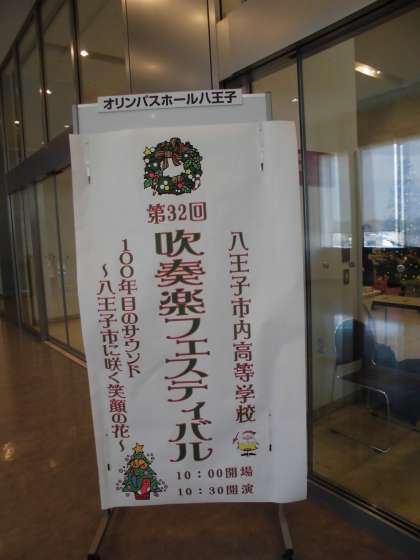 オリンパスホール八王子
第32回
八王子市内高等学校
吹奏楽フェスティバル
100年目のサウンド
～八王子市に咲く笑顔の花～
10：00開場
10：30開演